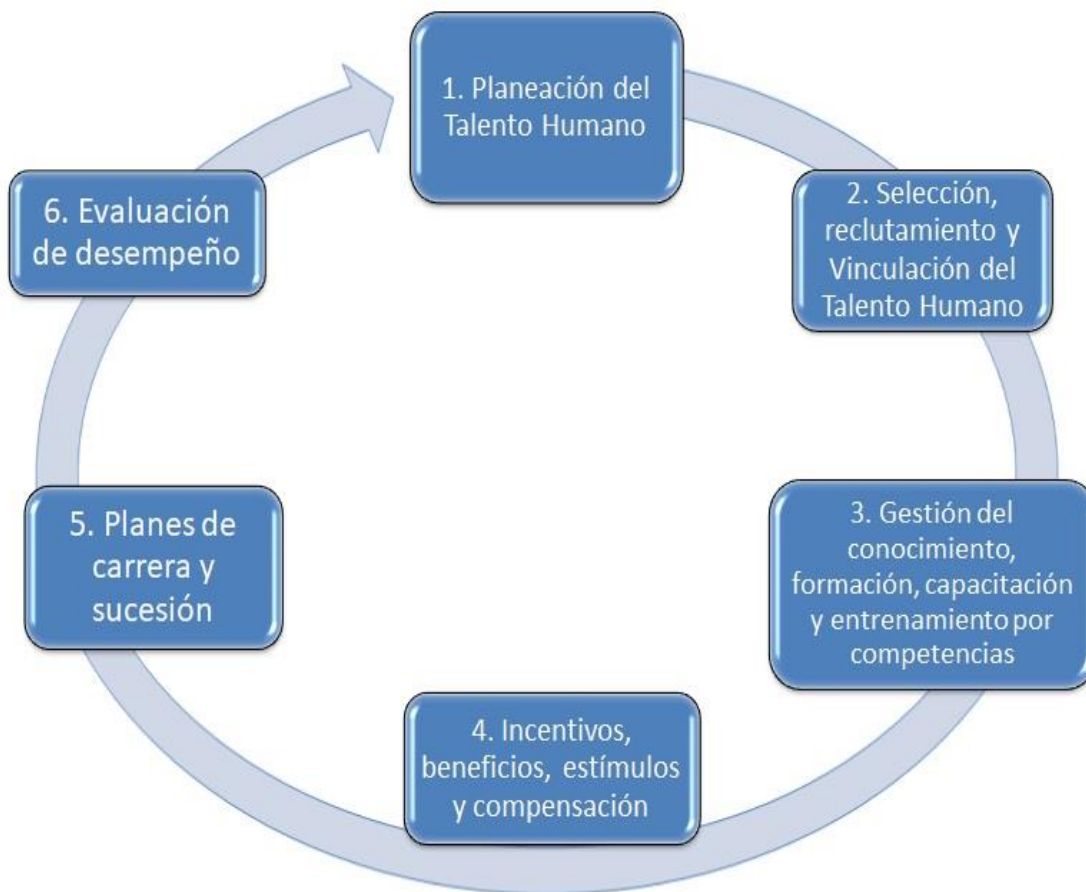 1. Planeación del
Talento Humano
2. Selección,
reclutamiento y
Vinculación del
Talento Humano
3. Gestión del
conocimiento,
formación, capacitación
y entrenamiento por
competencias
4. Incentivos,
beneficios, estímulos
y compensación
5. Planes de
carrera y
sucesión
6. Evaluación
de desempeño